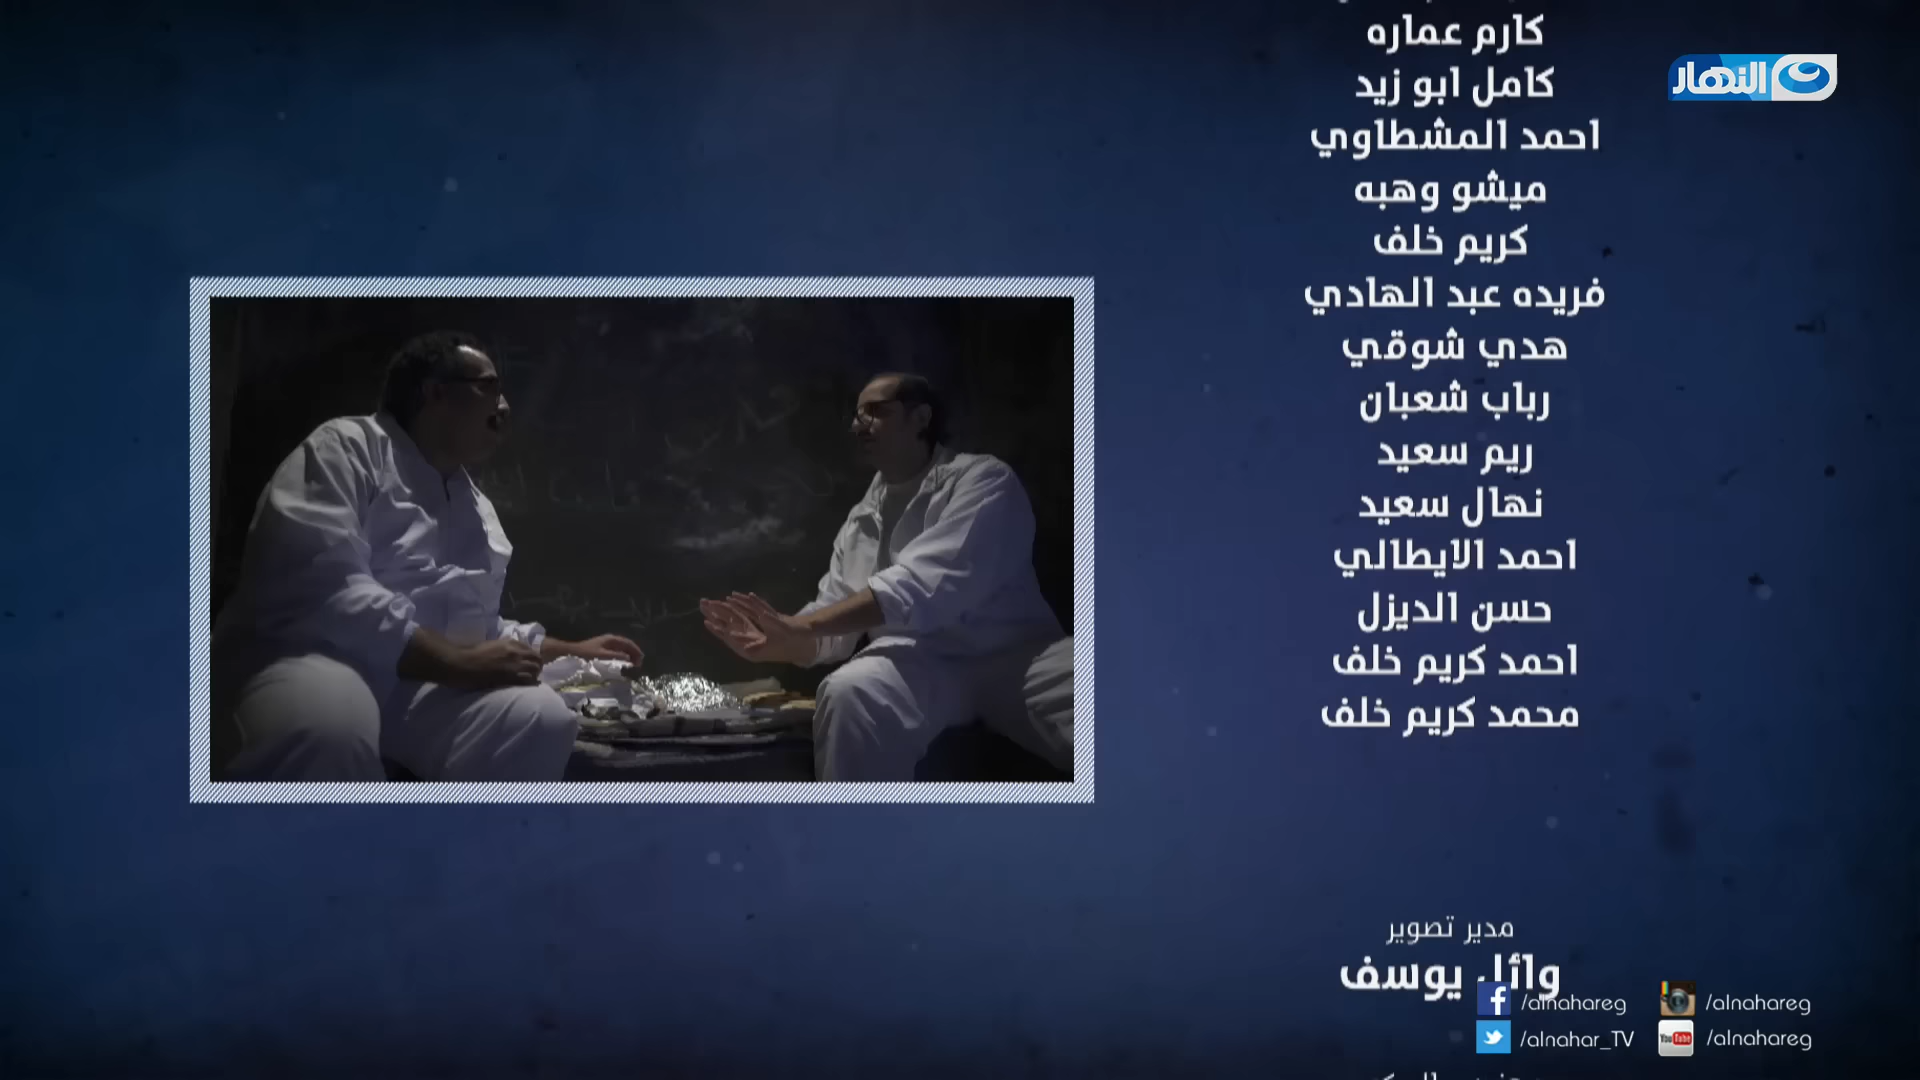 كارم عماره
النهار
كامل ابو زيد
احمد المشطاوي
ميشو وهبه
كريم خلف
فريده عبد الهادي
هدي شوقي
رباب شعبان
ريم سعيد
نهال سعيد
احمد الايطالي
حسن الديزل
احمد كريم خلف
محمد كريم خلف
مدير تصوير
وائل يوسف
/alnahareg
/alnahareg
/alnahar_TV
/alnahareg